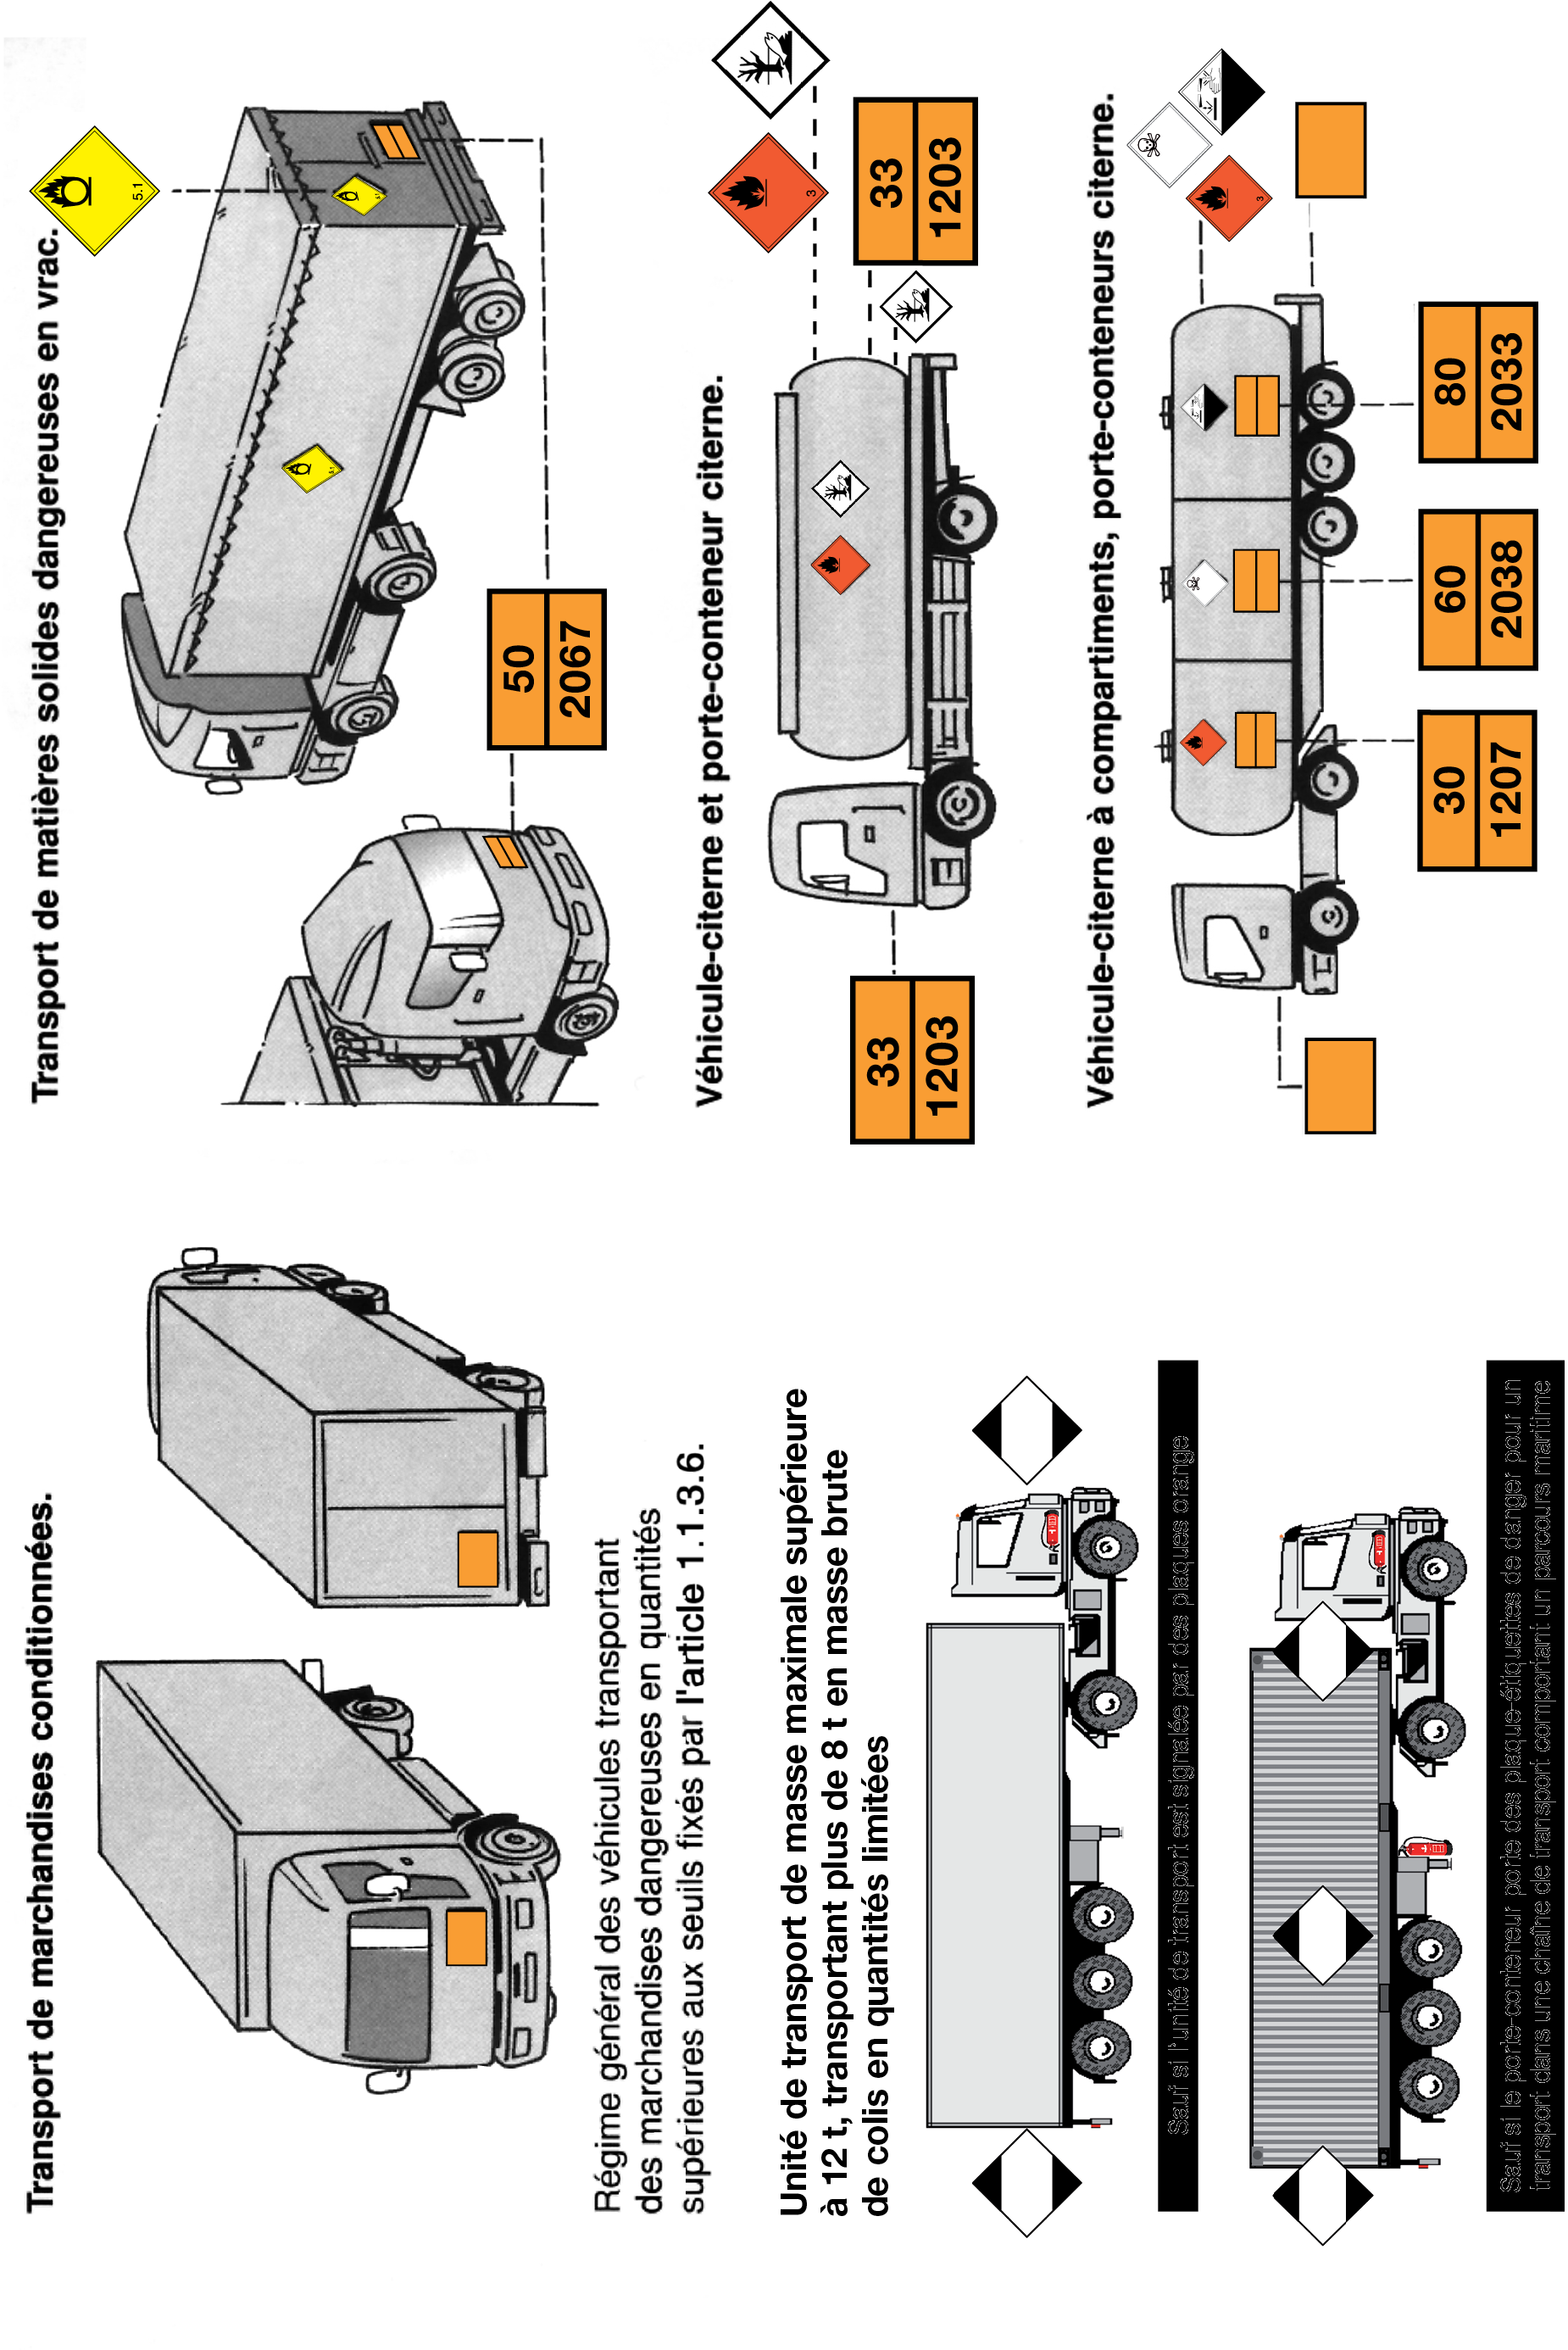 Transport de marchandises conditionnées.
Régime général des véhicules transportant
des marchandises dangereuses en quantités
supérieures aux seuils fixés par l'article 1.1.3.6.
Unité de transport de masse maximale supérieure
à 12 t, transportant plus de 8 t en masse brute
de colis en quantités limitées
Sauf si l'unité de transport est signalée par des plaques orange
Sauf si le porte-conteneur porte des plaque-étiquettes de danger pour un
transport dans une chaîne de transport comportant un parcours maritime
Transport de matières solides dangereuses en vrac.
5.1
5.1
5.1
50
2067
Véhicule-citerne et porte-conteneur citerne.
3
33
1203
33
1203
Véhicule-citerne à compartiments, porte-conteneurs citerne.
3
30
1207
60
2038
80
2033